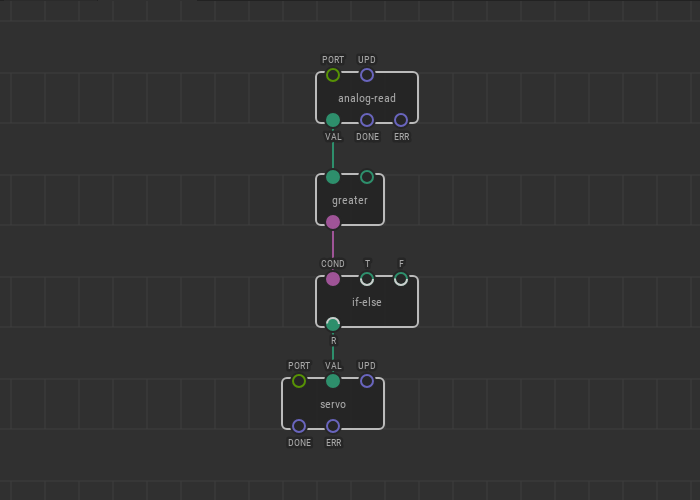 PORT UPD
analog-read
VAL DONE ERR
greater
COND T F
if-else
R
PORT VAL UPD
servo
DONE ERR